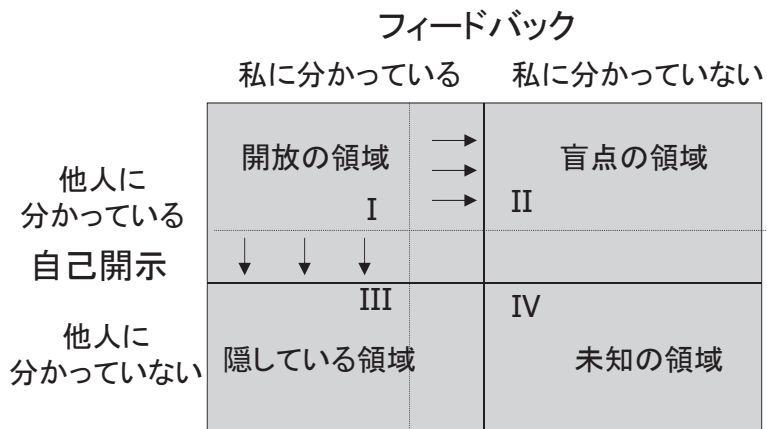 フィードバック
私に分かっている 私に分かっていない
開放の領域 盲点の領域
他人に
分かっている
I II
自己開示
III IV
他人に
分かっていない
隠している領域 未知の領域